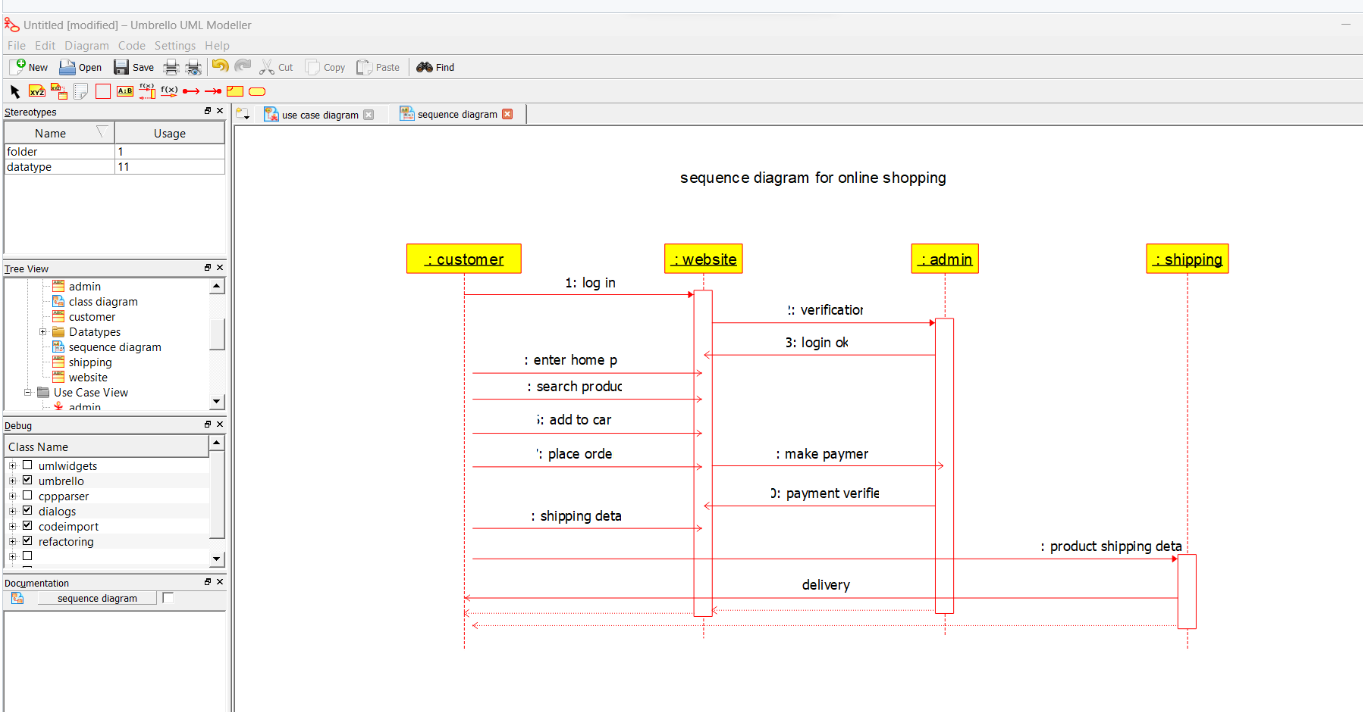 Untitled [modified] – Umbrello UML Modeller
File Edit Diagram Code Settings Help
New Open Save Cut Copy Paste Find
XYZ A:B f(x) f(x)
Stereotypes
Name Usage
folder 1
datatype 11
Tree View
admin
class diagram
customer
Datatypes
sequence diagram
shipping
website
Use Case View
admin
Debug
Class Name
umlwidgets
umbrello
cppparser
dialogs
codeimport
refactoring
Documentation
sequence diagram
use case diagram
sequence diagram
sequence diagram for online shopping
: customer : website : admin : shipping
1: log in
: verification
3: login ok
: enter home p
: search produc
: add to car
: place orde
: make paymer
: payment verifie
: shipping deta
: product shipping deta
delivery